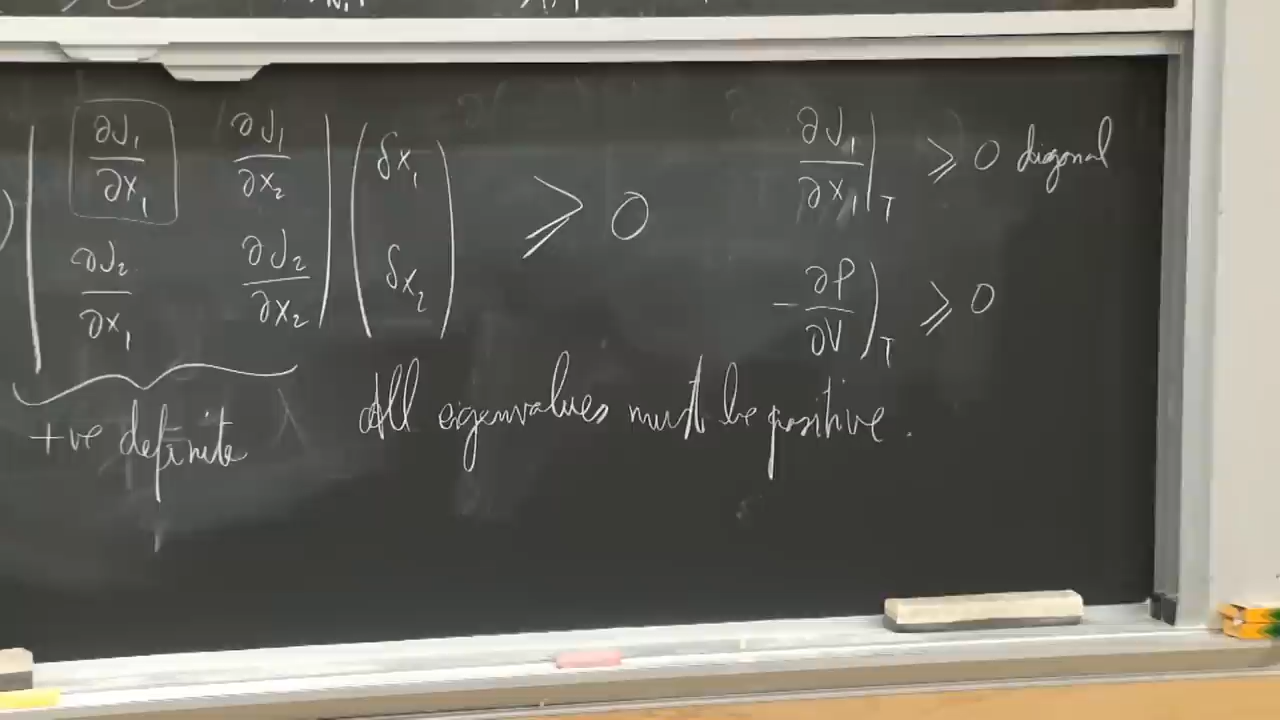 ) | ∂J₁/∂x₁ ∂J₁/∂x₂ | ( δx₁ ) ⩾ 0
| ∂J₂/∂x₁ ∂J₂/∂x₂ | ( δx₂ )
+ve definite
All eigenvalues must be positive.
∂J₁/∂x₁ )_T ⩾ 0 diagonal
-∂P/∂V )_T ⩾ 0